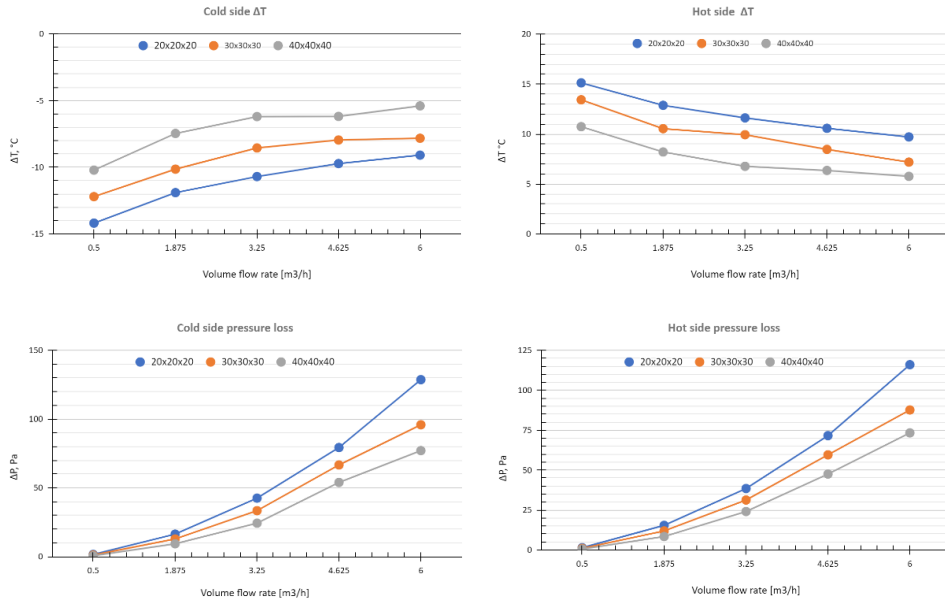 Cold side ΔT
20x20x20 30x30x30 40x40x40
0
-5
-10
-15
ΔT, °C
0.5 1.875 3.25 4.625 6
Volume flow rate [m3/h]
Hot side ΔT
20x20x20 30x30x30 40x40x40
20
15
10
5
0
ΔT °C
0.5 1.875 3.25 4.625 6
Volume flow rate [m3/h]
Cold side pressure loss
20x20x20 30x30x30 40x40x40
150
100
50
0
ΔP, Pa
0.5 1.875 3.25 4.625 6
Volume flow rate [m3/h]
Hot side pressure loss
20x20x20 30x30x30 40x40x40
125
100
75
50
25
0
ΔP, Pa
0.5 1.875 3.25 4.625 6
Volume flow rate [m3/h]